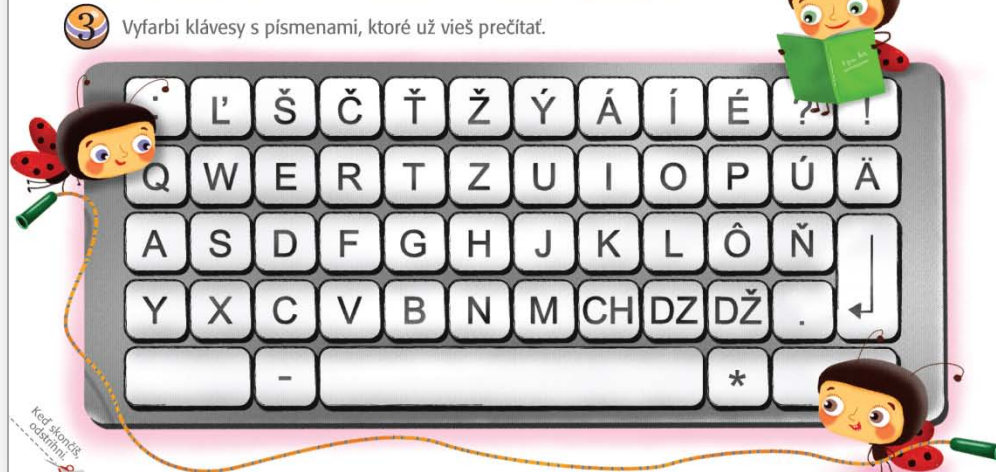 3 Vyfarbi klávesy s písmenami, ktoré už vieš prečítať.
: Ľ Š Č Ť Ž Ý Á Í É ? !
Q W E R T Z U I O P Ú Ä
A S D F G H J K L Ô Ň
Y X C V B N M CH DZ DŽ .
- *
Keď skončíš,
odstrihni.